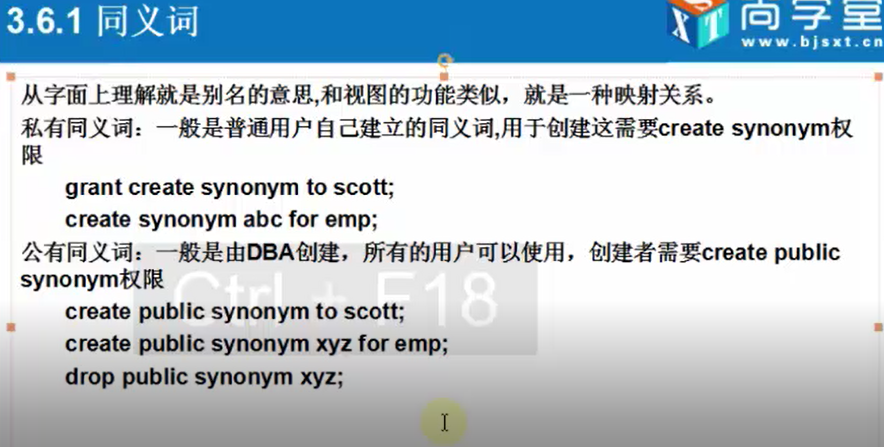 3.6.1 同义词
尚学堂
SXT
www.bjsxt.cn
从字面上理解就是别名的意思,和视图的功能类似，就是一种映射关系。
私有同义词：一般是普通用户自己建立的同义词,用于创建这需要create synonym权
限
grant create synonym to scott;
create synonym abc for emp;
公有同义词：一般是由DBA创建，所有的用户可以使用，创建者需要create public
synonym权限
create public synonym to scott;
create public synonym xyz for emp;
drop public synonym xyz;
Ctrl + F18